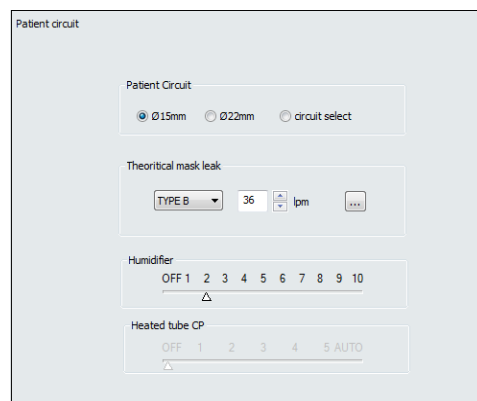 Patient circuit
Patient Circuit
Ø15mm Ø22mm circuit select
Theoritical mask leak
TYPE B 36 lpm ...
Humidifier
OFF 1 2 3 4 5 6 7 8 9 10
Heated tube CP
OFF 1 2 3 4 5 AUTO